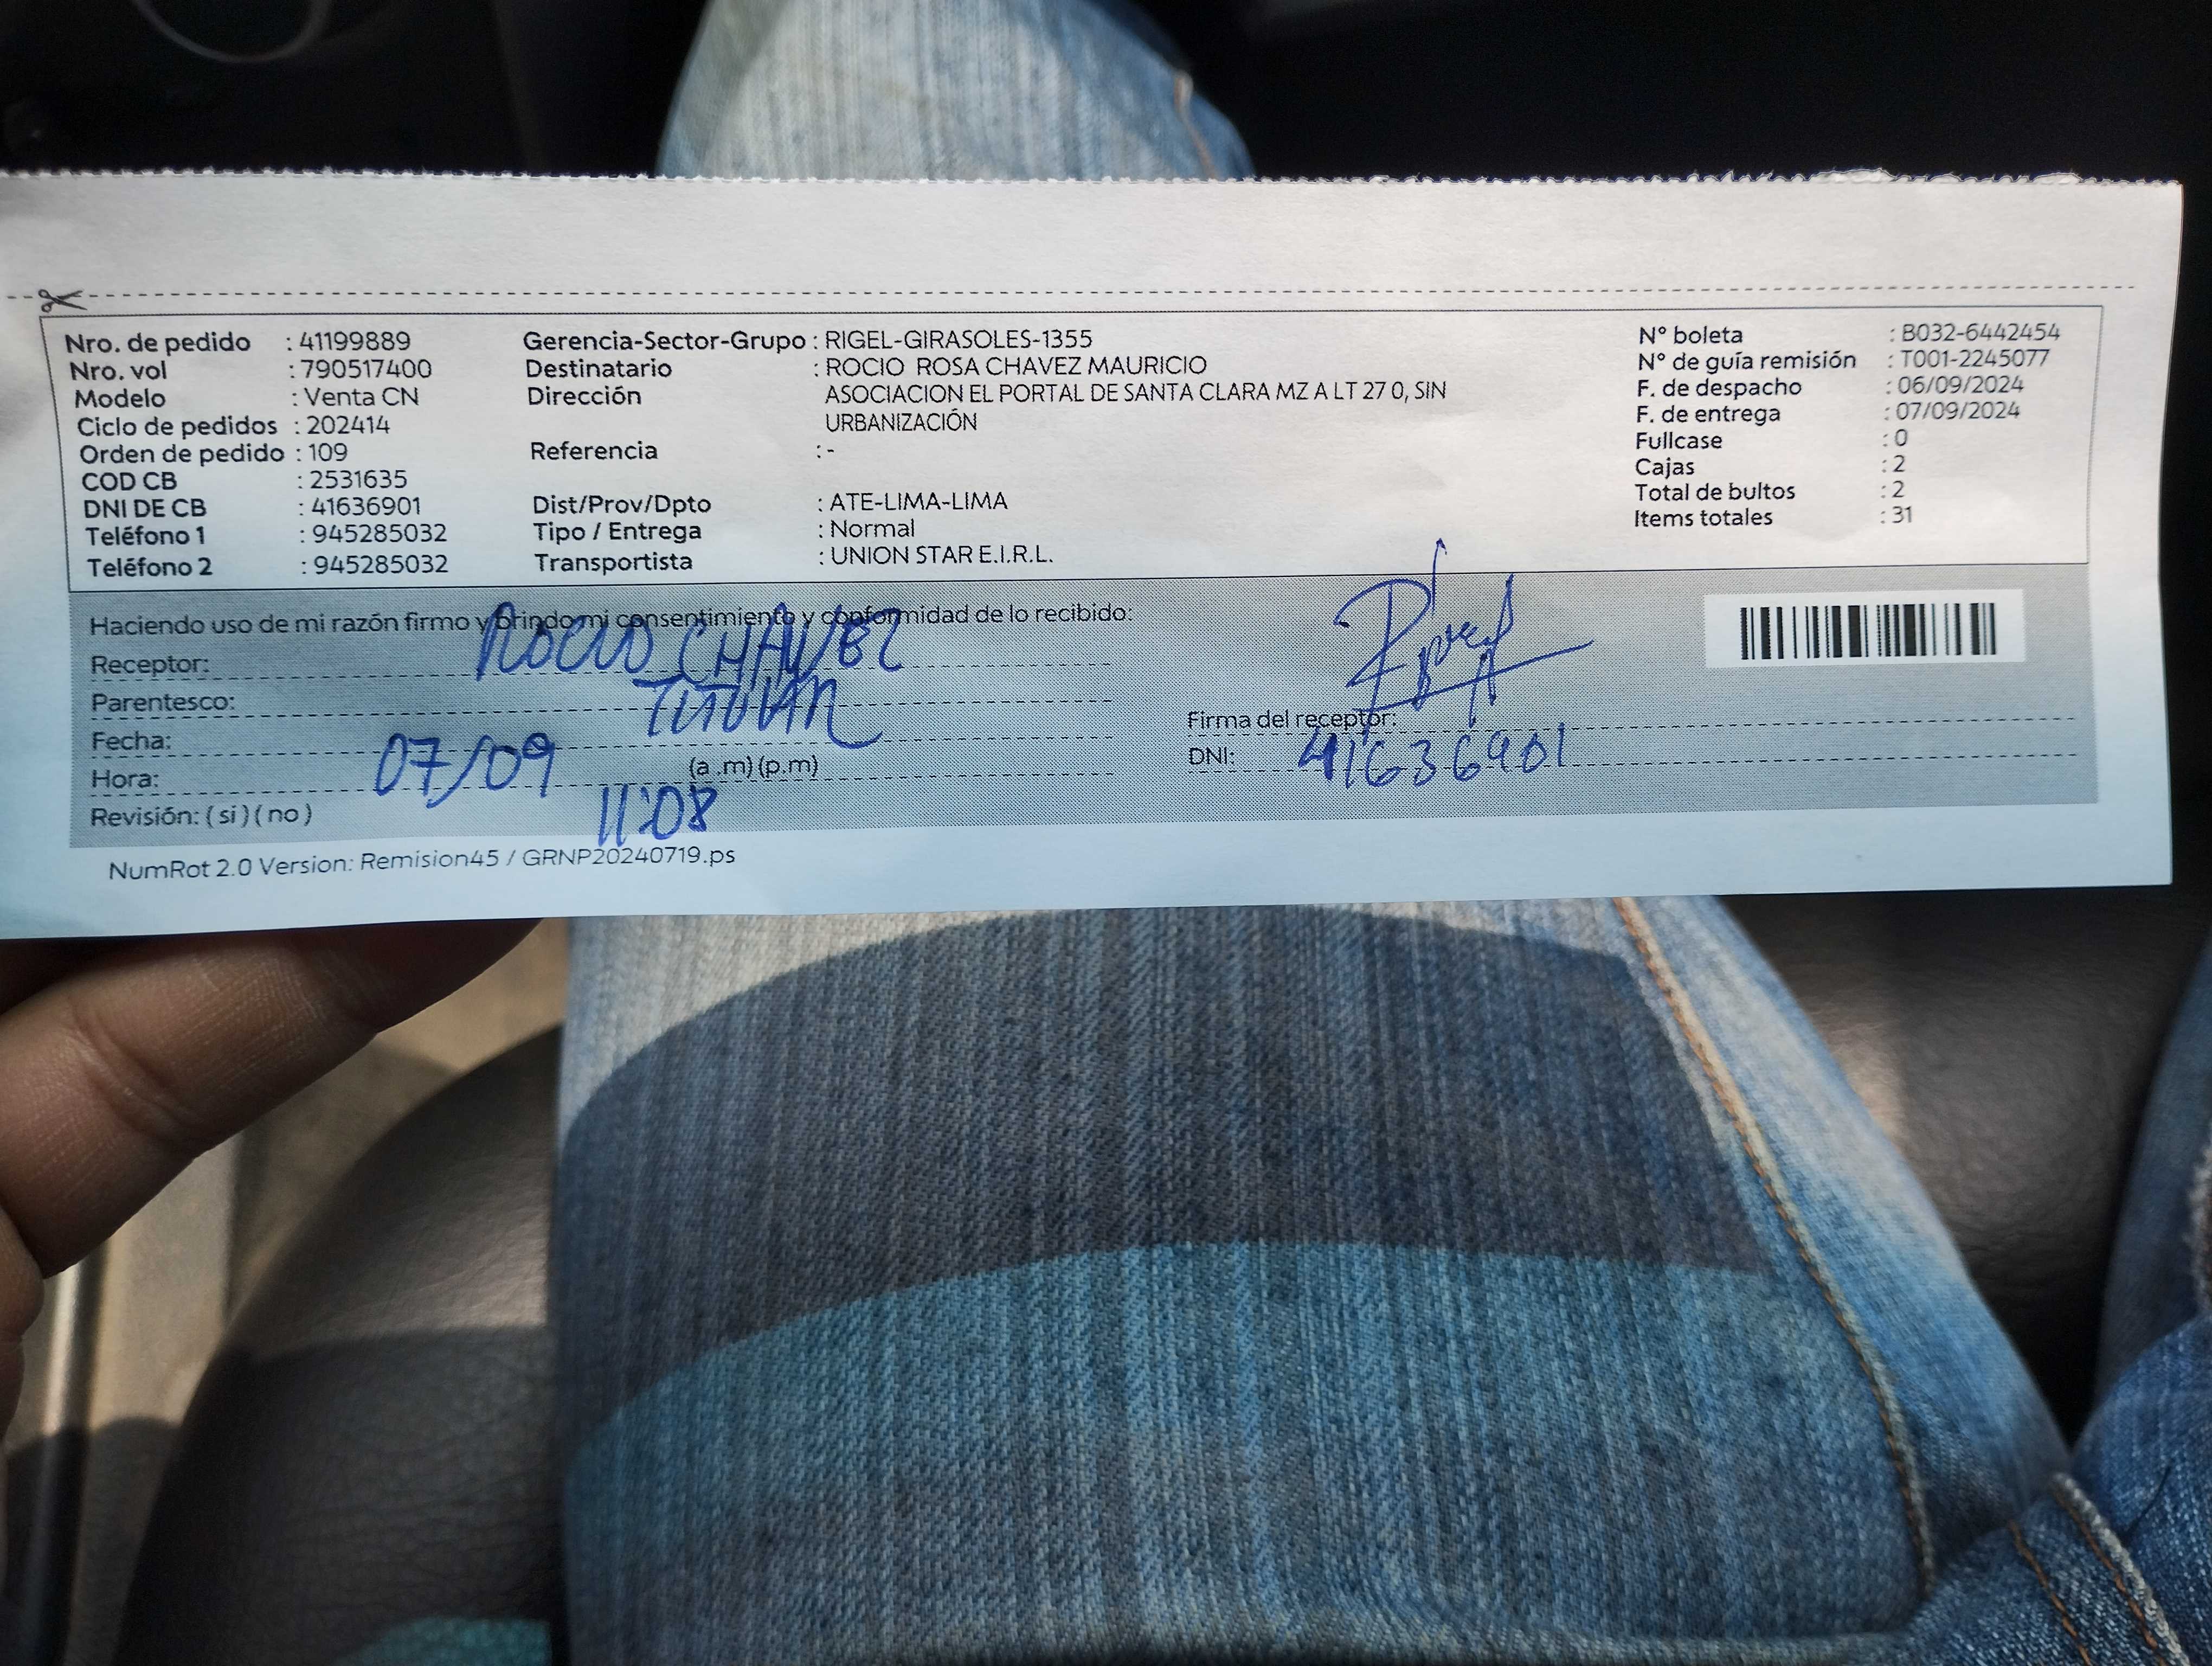 Nro. de pedido : 41199889
Nro. vol : 790517400
Modelo : Venta CN
Ciclo de pedidos : 202414
Orden de pedido : 109
COD CB : 2531635
DNI DE CB : 41636901
Teléfono 1 : 945285032
Teléfono 2 : 945285032
Gerencia-Sector-Grupo : RIGEL-GIRASOLES-1355
Destinatario : ROCIO ROSA CHAVEZ MAURICIO
Dirección ASOCIACION EL PORTAL DE SANTA CLARA MZ A LT 27 0, SIN
URBANIZACIÓN
Referencia : -
Dist/Prov/Dpto : ATE-LIMA-LIMA
Tipo / Entrega : Normal
Transportista : UNION STAR E.I.R.L.
N° boleta : B032-6442454
N° de guía remisión : T001-2245077
F. de despacho : 06/09/2024
F. de entrega : 07/09/2024
Fullcase : 0
Cajas : 2
Total de bultos : 2
Items totales : 31
Haciendo uso de mi razón firmo y brindo mi consentimiento y conformidad de lo recibido:
Receptor: ROCIO CHAVEZ
Parentesco: TITULAR
Fecha: 07/09
Hora: 11:08 (a .m) (p.m)
Revisión: ( si ) ( no )
Firma del receptor:
DNI: 41636901
NumRot 2.0 Version: Remision45 / GRNP20240719.ps